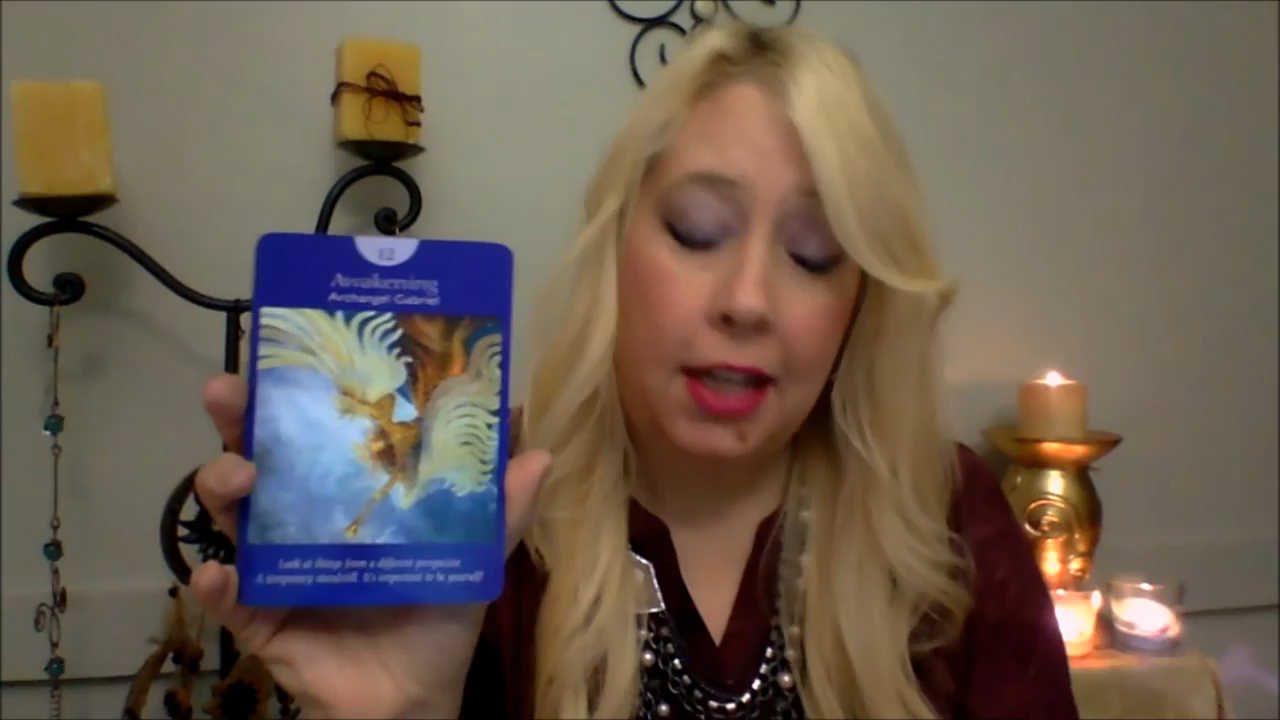 12
Awakening
Archangel Gabriel
Look at things from a different perspective
A temporary standstill. It's important to be yourself!